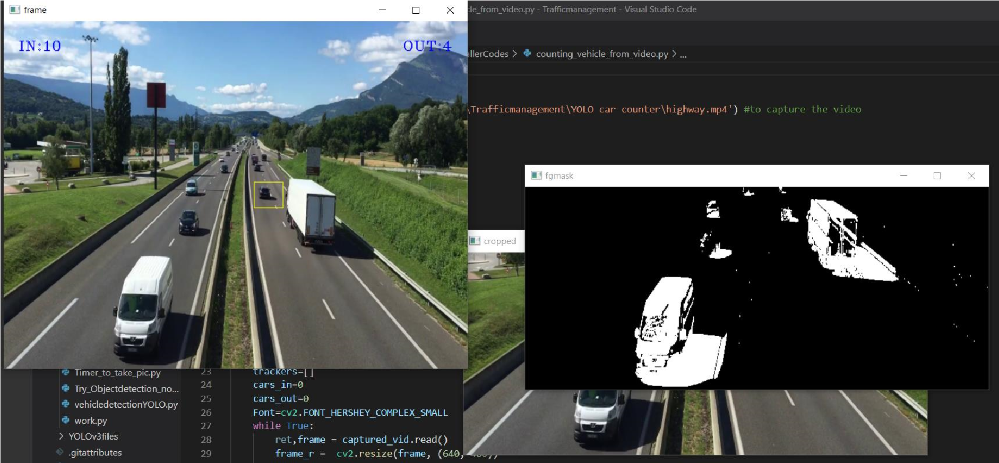 frame
cle_from_video.py - Trafficmanagement - Visual Studio Code
IN:10
OUT:4
allerCodes > counting_vehicle_from_video.py > ...
\Trafficmanagement\YOLO car counter\highway.mp4') #to capture the video
fgmask
cropped
Timer_to_take_pic.py
Try_Objectdetection_no...
vehicledetectionYOLO.py
work.py
YOLOv3files
.gitattributes
23 trackers=[]
24 cars_in=0
25 cars_out=0
26 Font=cv2.FONT_HERSHEY_COMPLEX_SMALL
27 while True:
28 ret,frame = captured_vid.read()
29 frame_r = cv2.resize(frame, (640,